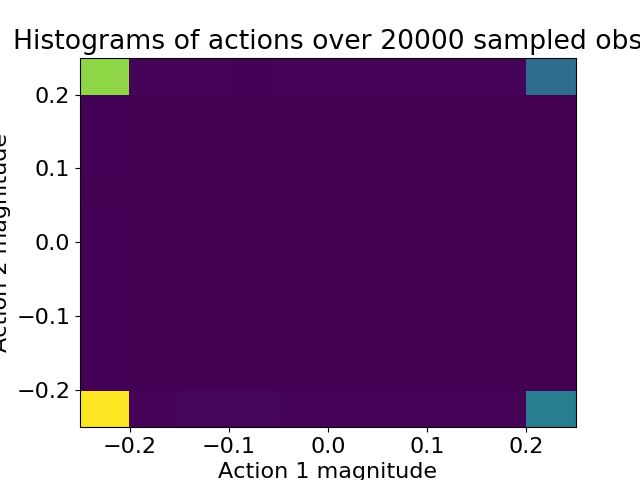 Histograms of actions over 20000 sampled obs
0.2
0.1
0.0
−0.1
−0.2
Action 2 magnitude
−0.2 −0.1 0.0 0.1 0.2
Action 1 magnitude